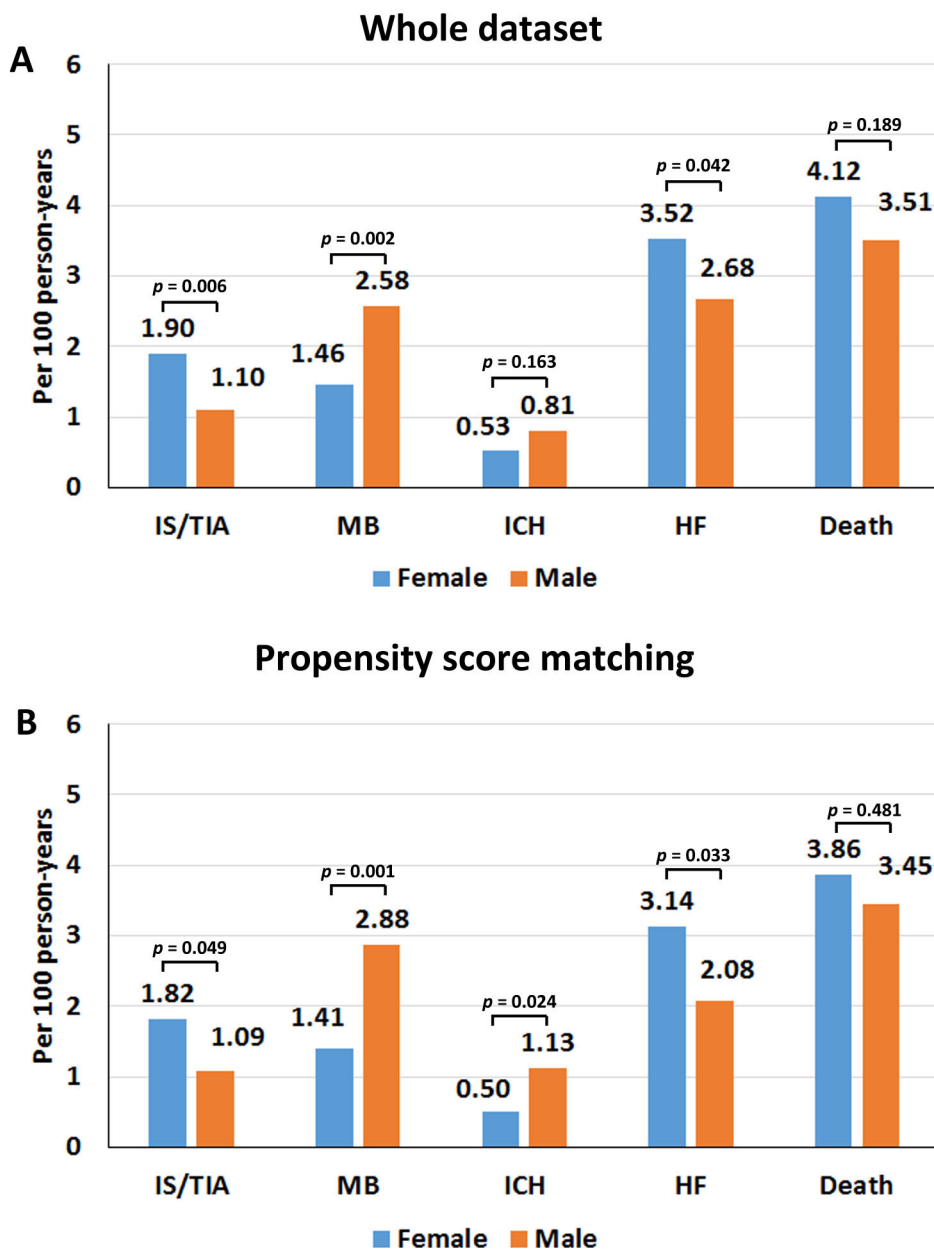 Whole dataset
A
Per 100 person-years
6
5
4
3
2
1
0
p = 0.006
1.90
1.10
p = 0.002
1.46
2.58
p = 0.163
0.53
0.81
p = 0.042
3.52
2.68
p = 0.189
4.12
3.51
IS/TIA MB ICH HF Death
Female Male
Propensity score matching
B
Per 100 person-years
6
5
4
3
2
1
0
p = 0.049
1.82
1.09
p = 0.001
1.41
2.88
p = 0.024
0.50
1.13
p = 0.033
3.14
2.08
p = 0.481
3.86
3.45
IS/TIA MB ICH HF Death
Female Male